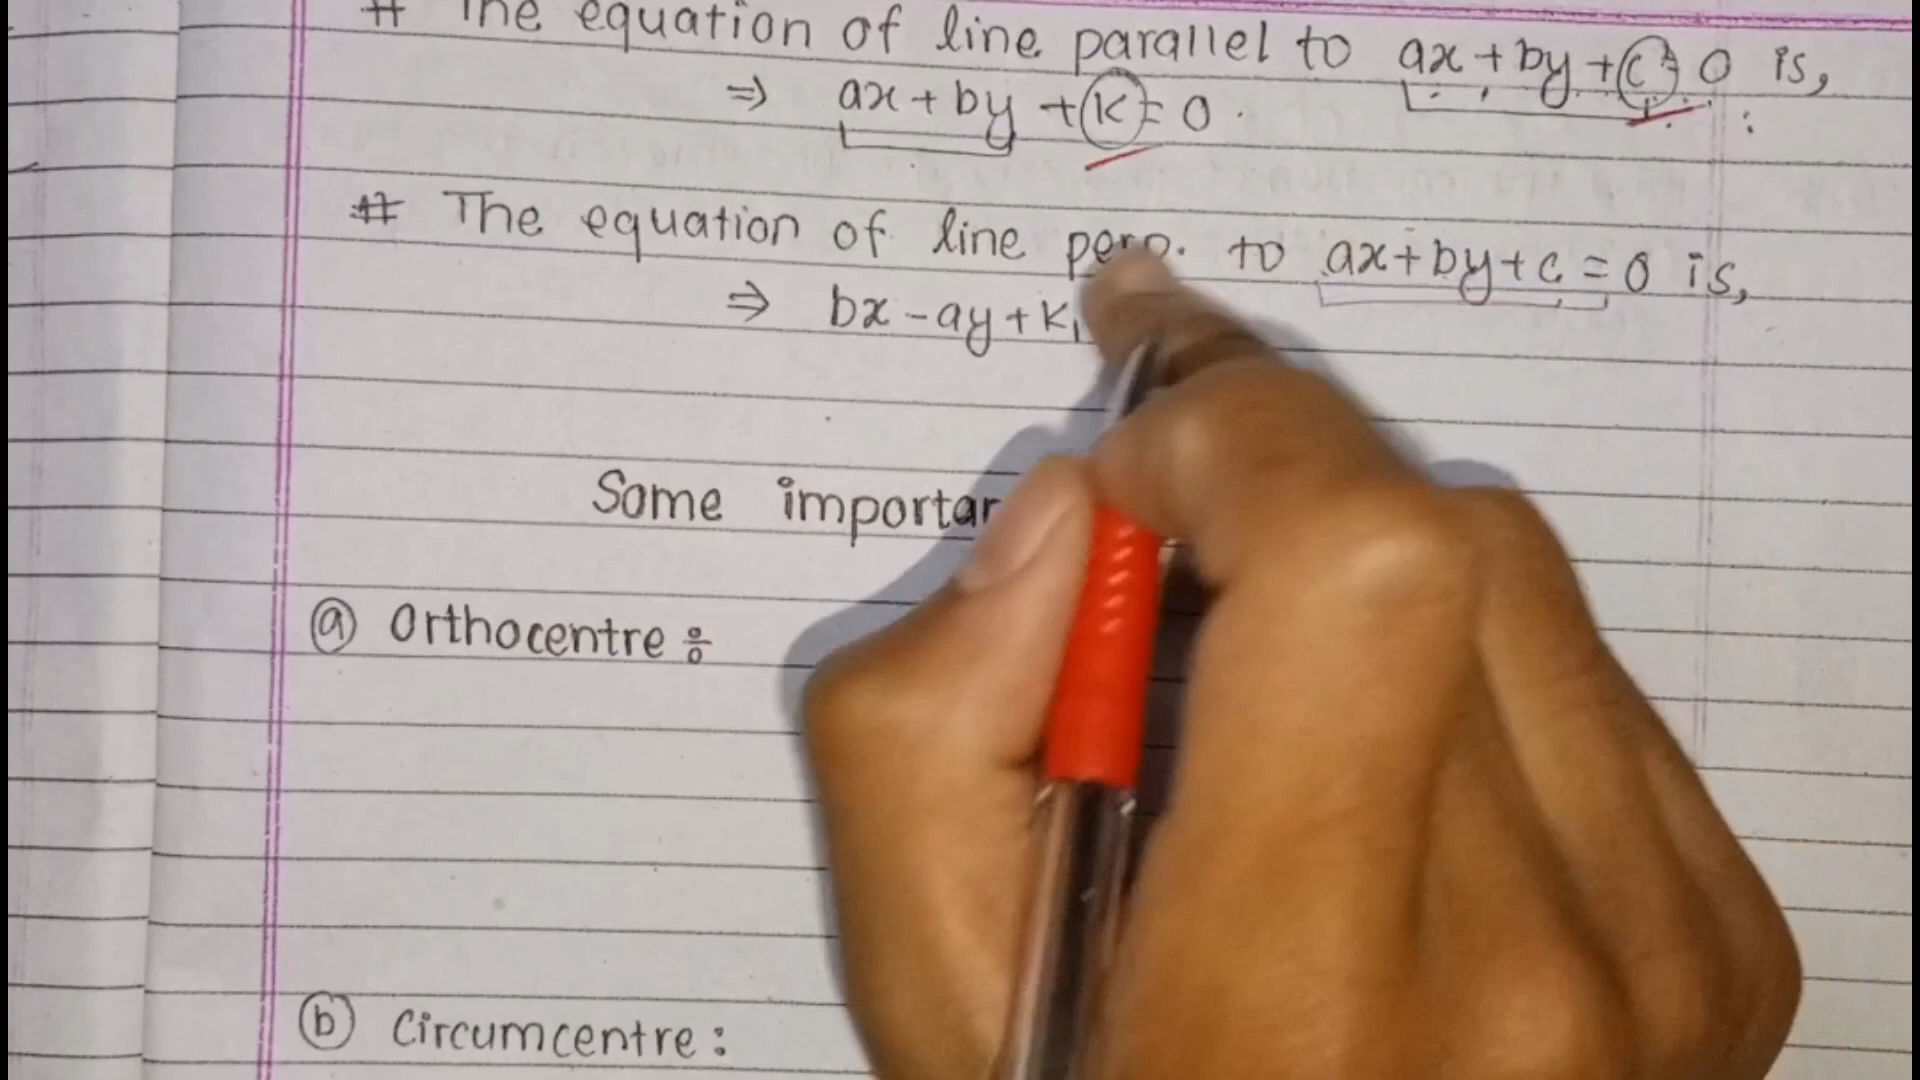 # The equation of line parallel to ax + by + c = 0 is,
⇒ ax + by + k = 0.
# The equation of line perp. to ax + by + c = 0 is,
⇒ bx - ay + k₁
Some
(a) Orthocentre :
(b) Circumcentre :